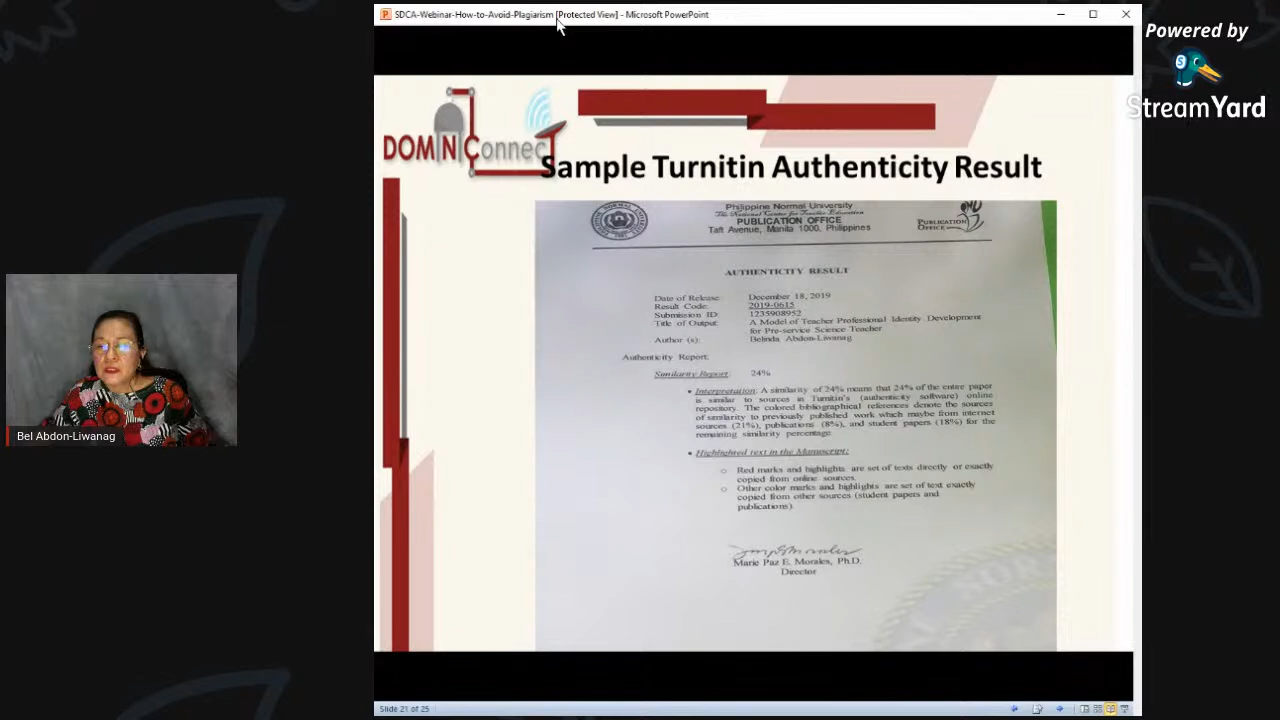 SDCA-Webinar-How-to-Avoid-Plagiarism [Protected View] - Microsoft PowerPoint
Powered by
StreamYard
DOMINConnecT
Sample Turnitin Authenticity Result
Philippine Normal University
The National Center for Teacher Education
PUBLICATION OFFICE
Taft Avenue, Manila 1000, Philippines
PUBLICATION
OFFICE
AUTHENTICITY RESULT
Date of Release: December 18, 2019
Result Code: 2019-0615
Submission ID: 1235908952
Title of Output: A Model of Teacher Professional Identity Development
for Pre-service Science Teacher
Author (s): Belinda Abdon-Liwanag
Authenticity Report:
Similarity Report: 24%
• Interpretation: A similarity of 24% means that 24% of the entire paper
is similar to sources in Turnitin's (authenticity software) online
repository. The colored bibliographical references denote the sources
of similarity to previously published work which maybe from internet
sources (21%), publications (8%), and student papers (18%) for the
remaining similarity percentage.
• Highlighted text in the Manuscript:
o Red marks and highlights are set of texts directly or exactly
copied from online sources.
o Other color marks and highlights are set of text exactly
copied from other sources (student papers and
publications).
Marie Paz E. Morales, Ph.D.
Director
Bel Abdon-Liwanag
Slide 21 of 25